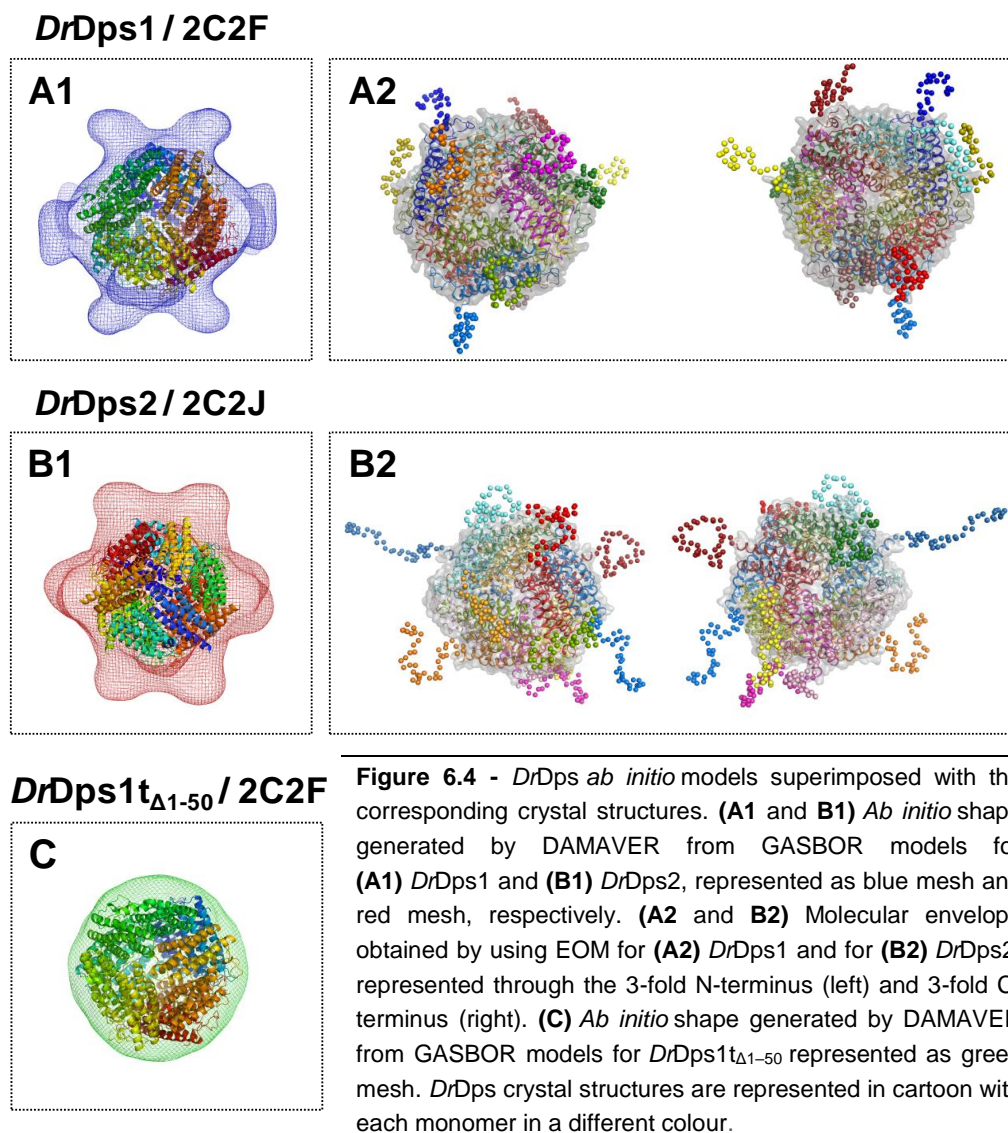 DrDps1 / 2C2F
A1
A2
DrDps2 / 2C2J
B1
B2
DrDps1tΔ1-50 / 2C2F
C
Figure 6.4 - DrDps ab initio models superimposed with th
corresponding crystal structures. (A1 and B1) Ab initio shap
generated by DAMAVER from GASBOR models fo
(A1) DrDps1 and (B1) DrDps2, represented as blue mesh an
red mesh, respectively. (A2 and B2) Molecular envelop
obtained by using EOM for (A2) DrDps1 and for (B2) DrDps2
represented through the 3-fold N-terminus (left) and 3-fold C
terminus (right). (C) Ab initio shape generated by DAMAVER
from GASBOR models for DrDps1tΔ1–50 represented as gree
mesh. DrDps crystal structures are represented in cartoon wit
each monomer in a different colour.